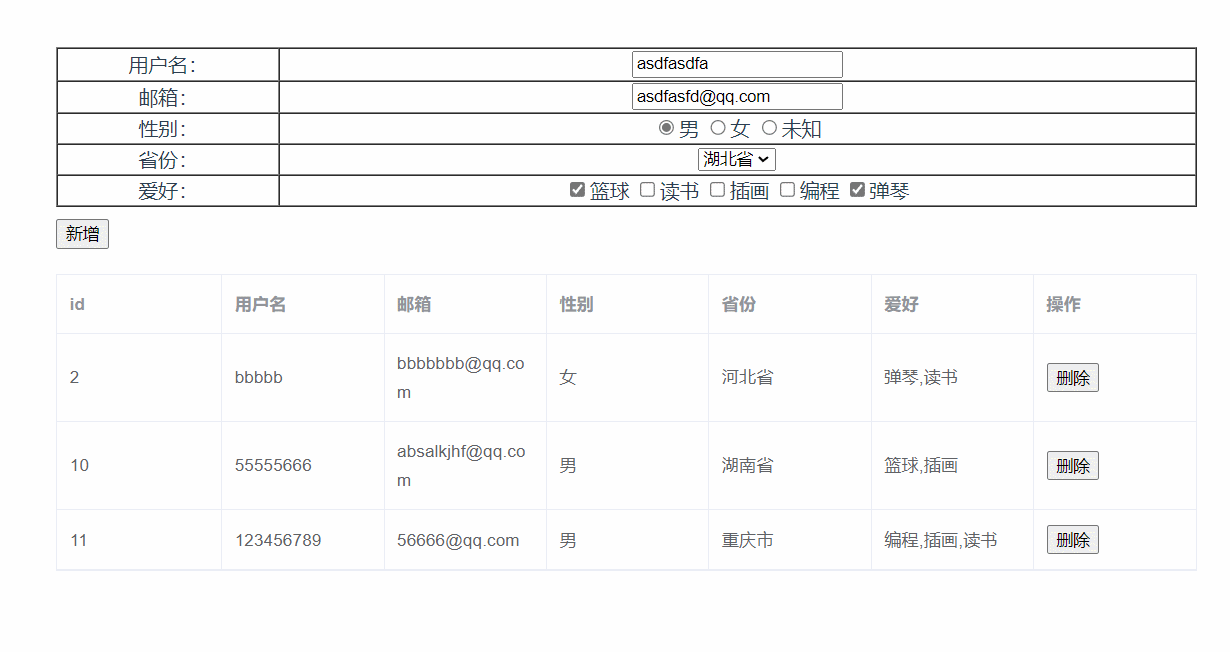 用户名： asdfasdfa
邮箱： asdfasfd@qq.com
性别： 男 女 未知
省份： 湖北省
爱好： 篮球 读书 插画 编程 弹琴
新增
id 用户名 邮箱 性别 省份 爱好 操作
2 bbbbb bbbbbbb@qq.co 女 河北省 弹琴,读书 删除
m
10 55555666 absalkjhf@qq.co 男 湖南省 篮球,插画 删除
m
11 123456789 56666@qq.com 男 重庆市 编程,插画,读书 删除